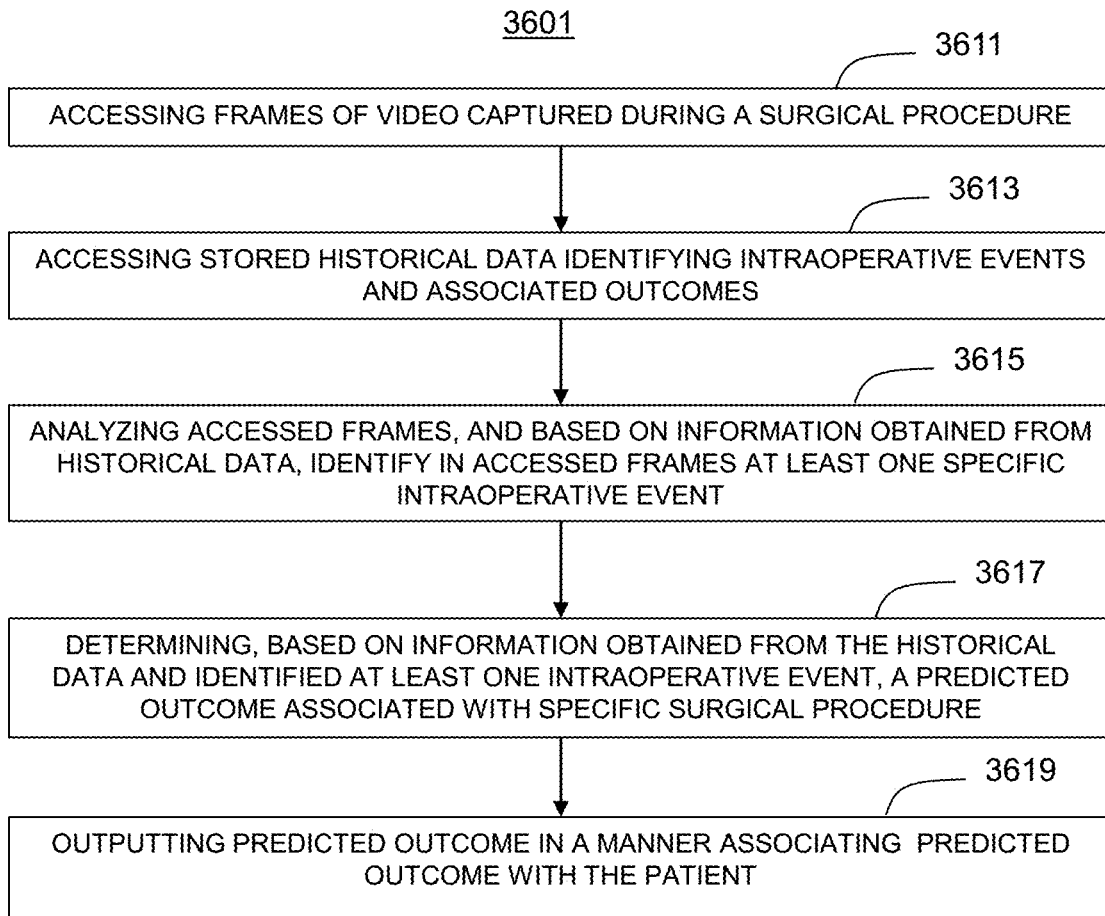 3601
3611
ACCESSING FRAMES OF VIDEO CAPTURED DURING A SURGICAL PROCEDURE
3613
ACCESSING STORED HISTORICAL DATA IDENTIFYING INTRAOPERATIVE EVENTS
AND ASSOCIATED OUTCOMES
3615
ANALYZING ACCESSED FRAMES, AND BASED ON INFORMATION OBTAINED FROM
HISTORICAL DATA, IDENTIFY IN ACCESSED FRAMES AT LEAST ONE SPECIFIC
INTRAOPERATIVE EVENT
3617
DETERMINING, BASED ON INFORMATION OBTAINED FROM THE HISTORICAL
DATA AND IDENTIFIED AT LEAST ONE INTRAOPERATIVE EVENT, A PREDICTED
OUTCOME ASSOCIATED WITH SPECIFIC SURGICAL PROCEDURE
3619
OUTPUTTING PREDICTED OUTCOME IN A MANNER ASSOCIATING PREDICTED
OUTCOME WITH THE PATIENT